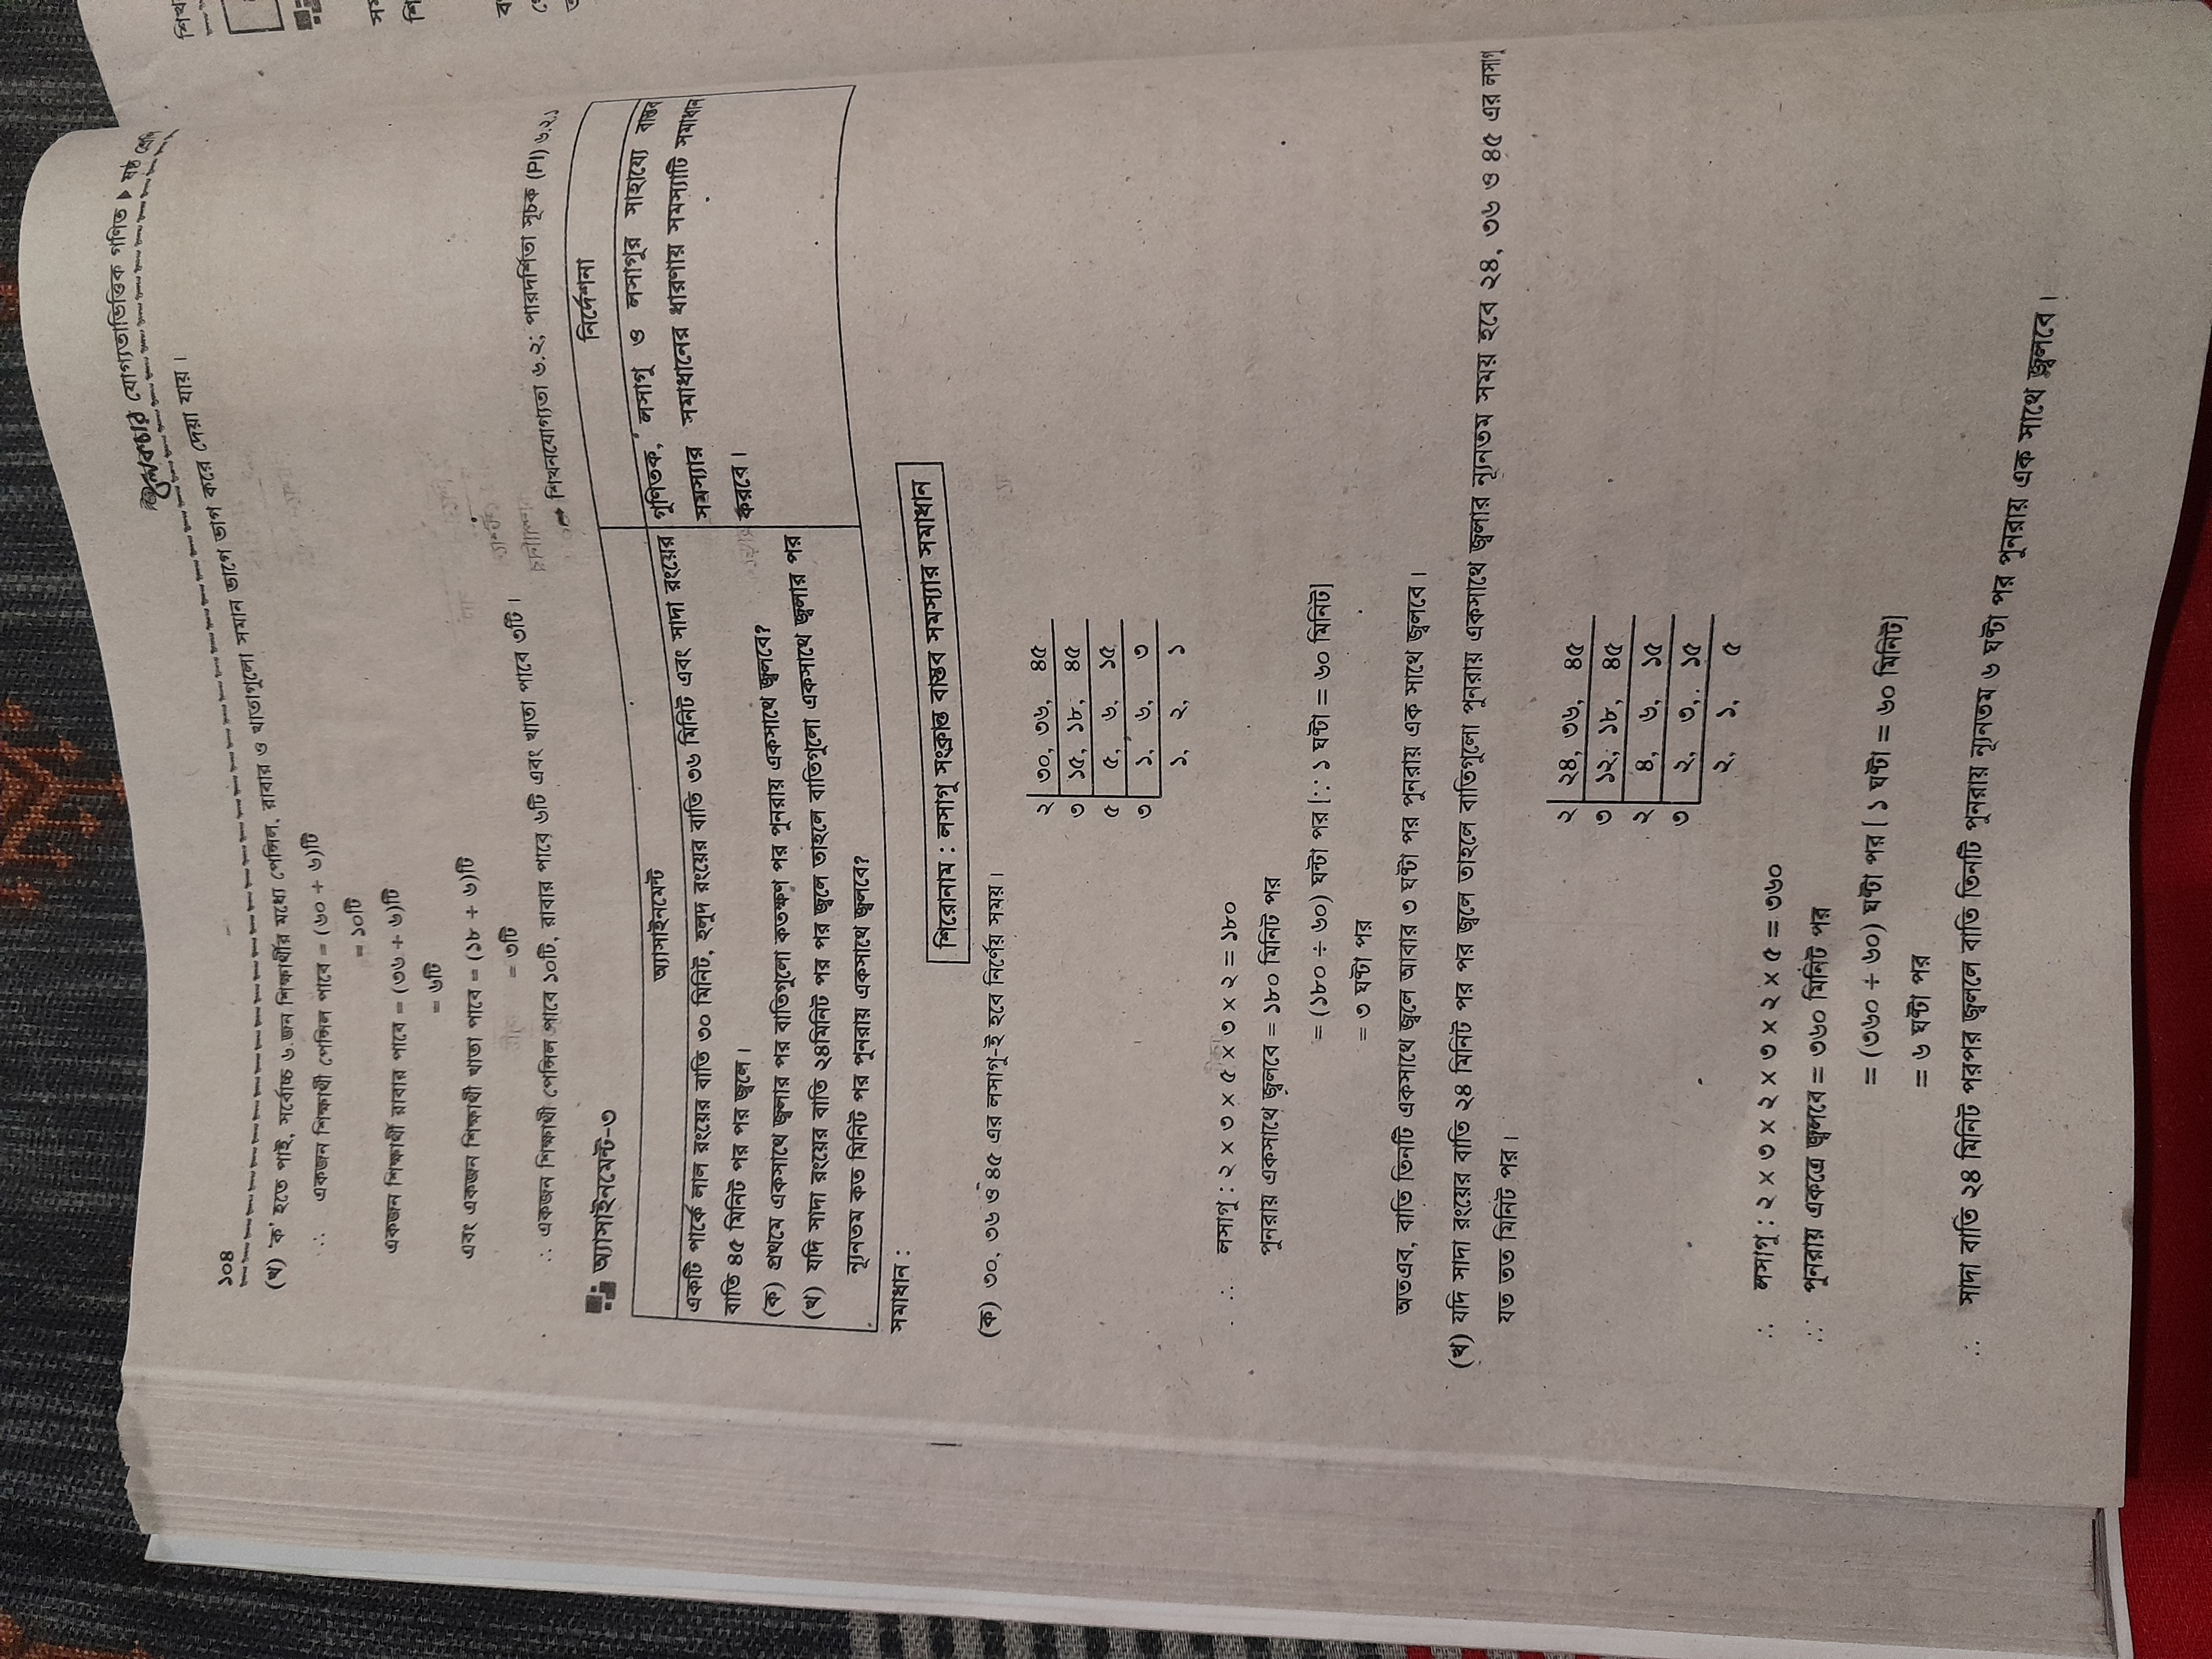 লেকচার যোগ্যতাভিত্তিক গণিত ▶ ষষ্ঠ শ্রেণি
১০৪
(খ) 'ক' হতে পাই, সর্বোচ্চ ৬ জন শিক্ষার্থীর মধ্যে পেন্সিল, রাবার ও খাতাগুলো সমান ভাগে ভাগ করে দেয়া যায়।
∴ একজন শিক্ষার্থী পেন্সিল পাবে = (৬০ ÷ ৬)টি
= ১০টি
একজন শিক্ষার্থী রাবার পাবে = (৩৬ ÷ ৬)টি
= ৬টি
এবং একজন শিক্ষার্থী খাতা পাবে = (১৮ ÷ ৬)টি
= ৩টি
∴ একজন শিক্ষার্থী পেন্সিল পাবে ১০টি, রাবার পাবে ৬টি এবং খাতা পাবে ৩টি।
➡ শিখনযোগ্যতা ৬.২; পারদর্শিতা সূচক (PI) ৬.২.১
অ্যাসাইনমেন্ট-৩
অ্যাসাইনমেন্ট
একটি পার্কে লাল রংয়ের বাতি ৩০ মিনিট, হলুদ রংয়ের বাতি ৩৬ মিনিট এবং সাদা রংয়ের
বাতি ৪৫ মিনিট পর পর জ্বলে।
(ক) প্রথমে একসাথে জ্বলার পর বাতিগুলো কতক্ষণ পর পুনরায় একসাথে জ্বলবে?
(খ) যদি সাদা রংয়ের বাতি ২৪মিনিট পর পর জ্বলে তাহলে বাতিগুলো একসাথে জ্বলার পর
ন্যূনতম কত মিনিট পর পুনরায় একসাথে জ্বলবে?
নির্দেশনা
গুণিতক, লসাগু ও লসাগুর সাহায্যে বাস্তব
সমস্যার সমাধানের ধারণায় সমস্যাটি সমাধান
করবে।
সমাধান :
শিরোনাম : লসাগু সংক্রান্ত বাস্তব সমস্যার সমাধান
(ক) ৩০, ৩৬ ও ৪৫ এর লসাগু-ই হবে নির্ণেয় সময়।
২ ৩০, ৩৬, ৪৫
৩ ১৫, ১৮, ৪৫
৫ ৫, ৬, ১৫
৩ ১, ৬, ৩
১, ২, ১
∴ লসাগু : ২ × ৩ × ৫ × ৩ × ২ = ১৮০
পুনরায় একসাথে জ্বলবে = ১৮০ মিনিট পর
= (১৮০ ÷ ৬০) ঘন্টা পর [∵ ১ ঘণ্টা = ৬০ মিনিট]
= ৩ ঘণ্টা পর
অতএব, বাতি তিনটি একসাথে জ্বলে আবার ৩ ঘণ্টা পর পুনরায় এক সাথে জ্বলবে।
(খ) যদি সাদা রংয়ের বাতি ২৪ মিনিট পর পর জ্বলে তাহলে বাতিগুলো পুনরায় একসাথে জ্বলার ন্যূনতম সময় হবে ২৪, ৩৬ ও ৪৫ এর লসাগু
যত তত মিনিট পর।
২ ২৪, ৩৬, ৪৫
৩ ১২, ১৮, ৪৫
২ ৪, ৬, ১৫
৩ ২, ৩, ১৫
২, ১, ৫
∴ লসাগু : ২ × ৩ × ২ × ৩ × ২ × ৫ = ৩৬০
∴ পুনরায় একত্রে জ্বলবে = ৩৬০ মিনিট পর
= (৩৬০ ÷ ৬০) ঘণ্টা পর [ ১ ঘণ্টা = ৬০ মিনিট]
= ৬ ঘণ্টা পর
∴ সাদা বাতি ২৪ মিনিট পরপর জ্বললে বাতি তিনটি পুনরায় ন্যূনতম ৬ ঘণ্টা পর পুনরায় এক সাথে জ্বলবে।